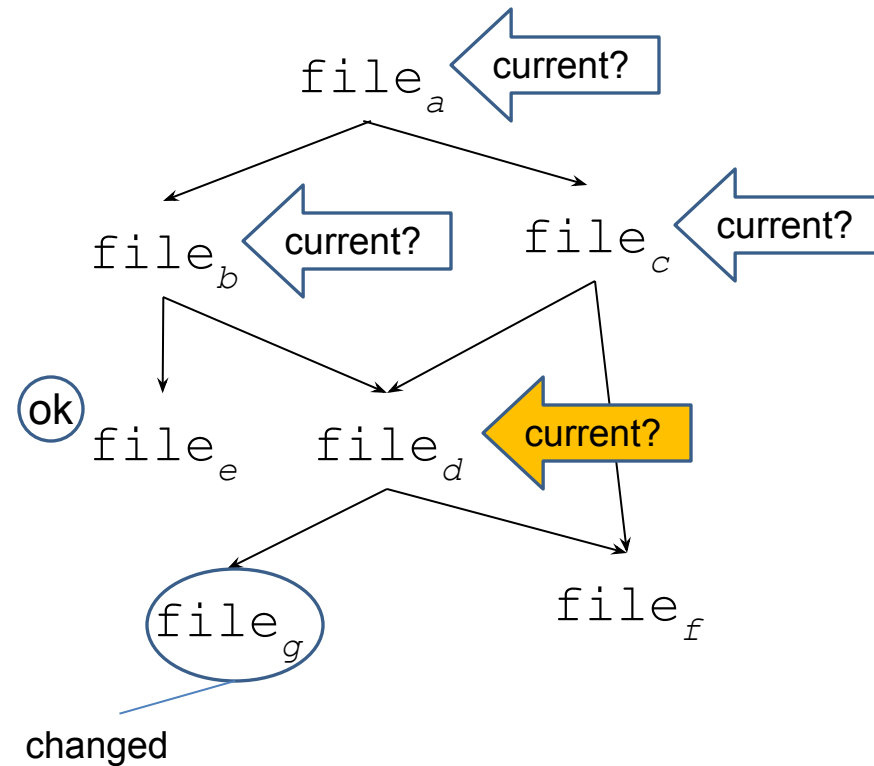 file_a current?
file_b current? file_c current?
ok file_e file_d current?
file_g file_f
changed